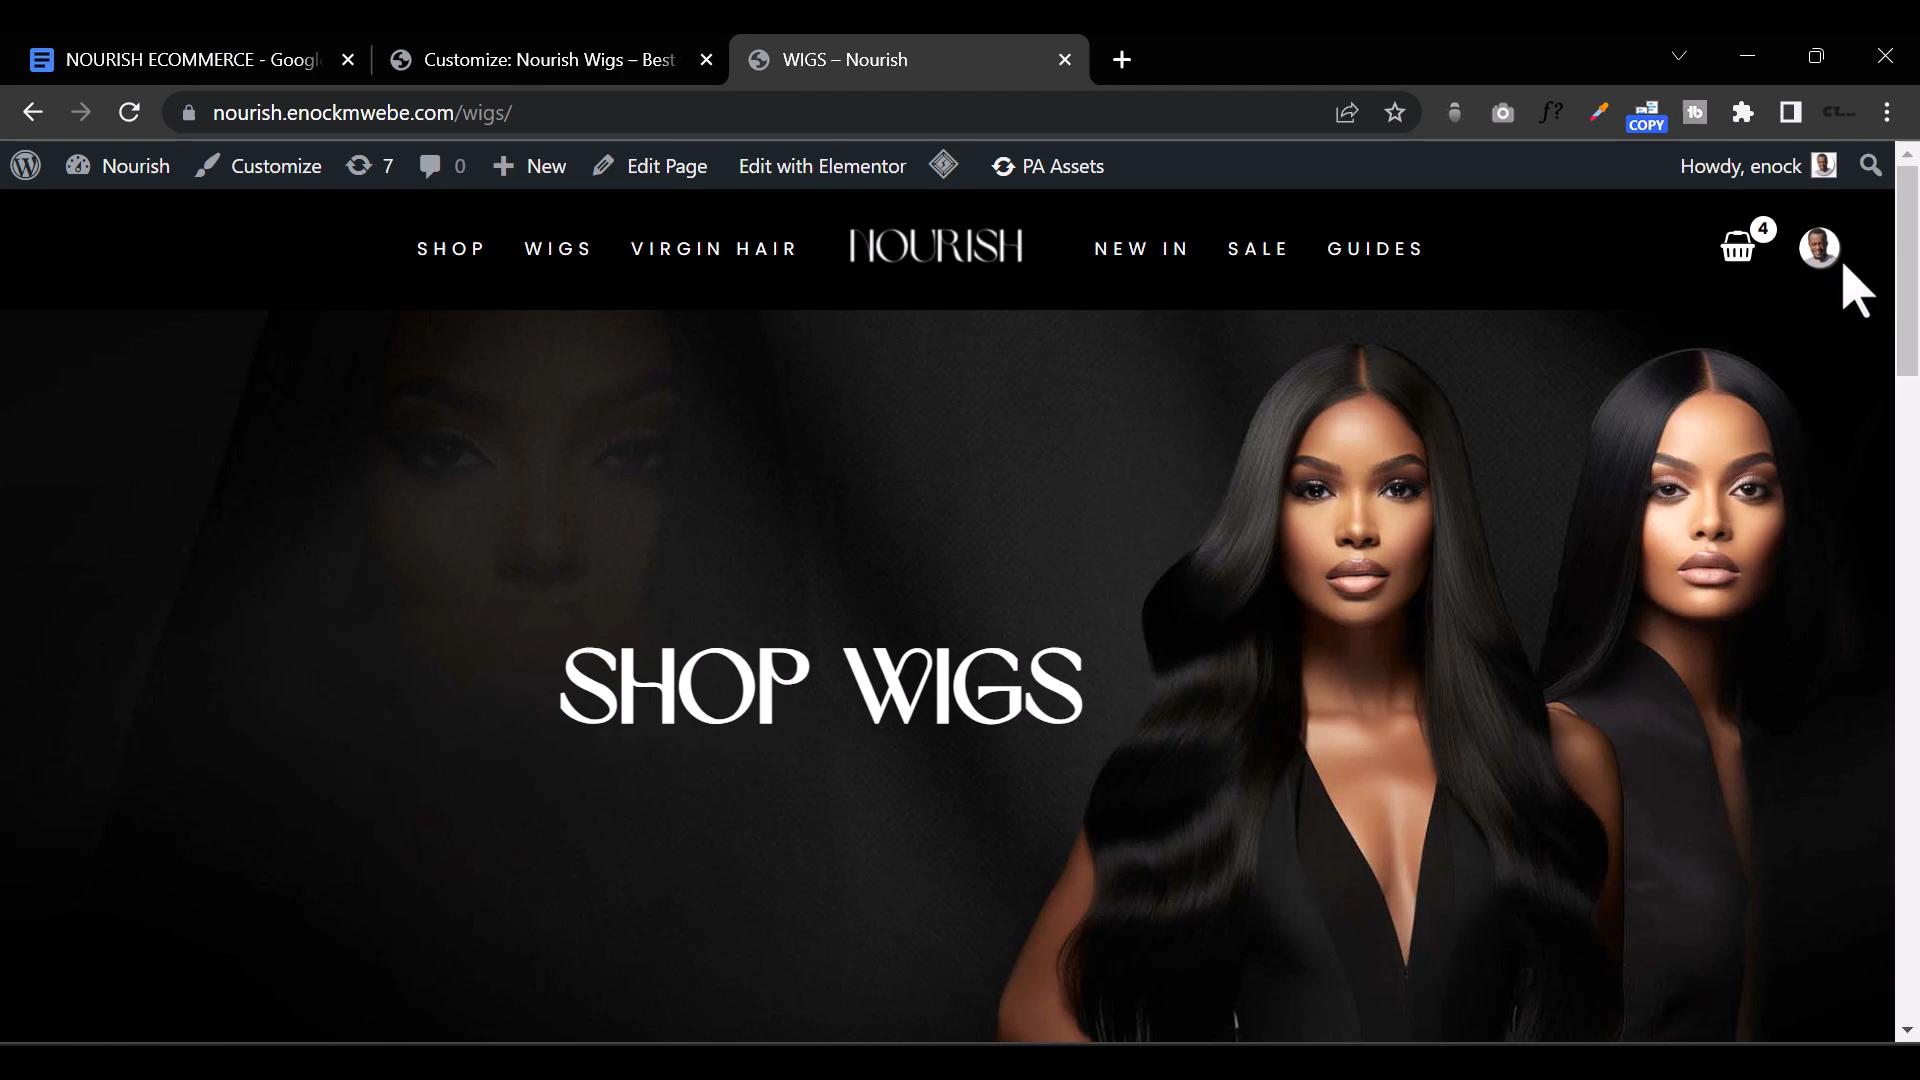 NOURISH ECOMMERCE - Googl
Customize: Nourish Wigs – Best
WIGS – Nourish
nourish.enockmwebe.com/wigs/
f?
COPY
tb
Nourish
Customize
7
0
New
Edit Page
Edit with Elementor
PA Assets
Howdy, enock
SHOP
WIGS
VIRGIN HAIR
NOURISH
NEW IN
SALE
GUIDES
4
SHOP WIGS